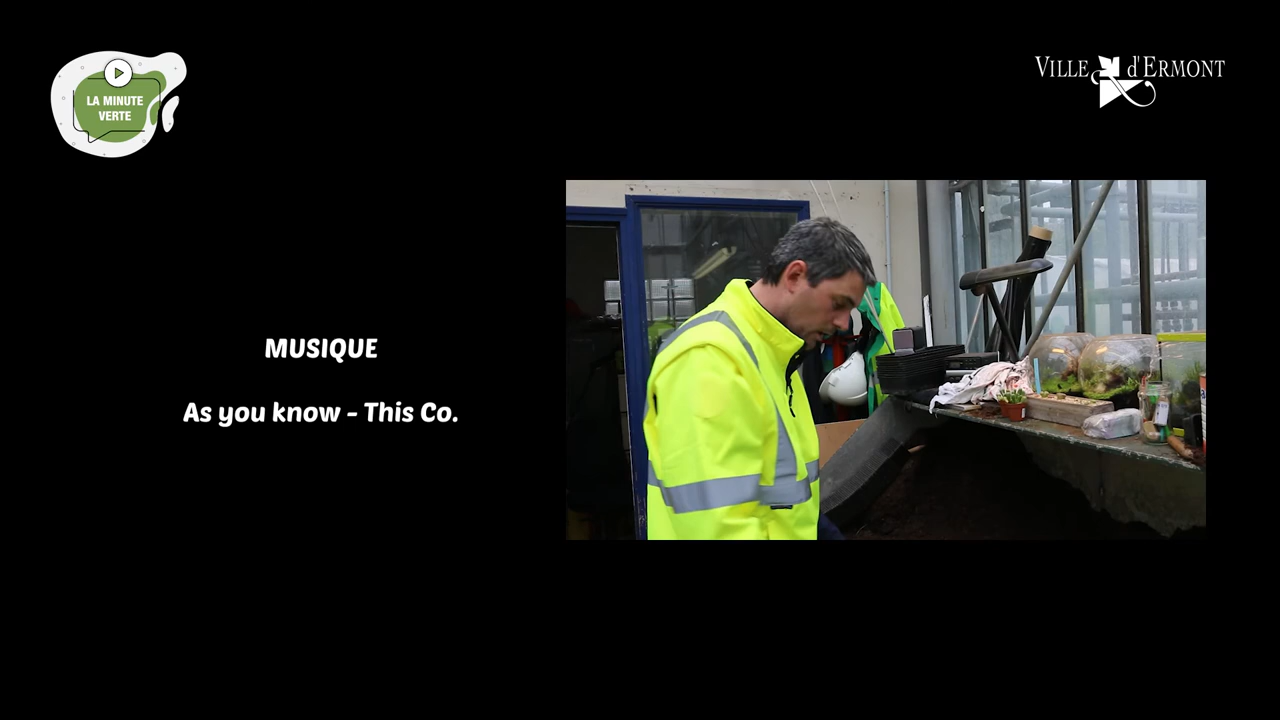 LA MINUTE
VERTE
VILLE d'ERMONT
MUSIQUE
As you know - This Co.